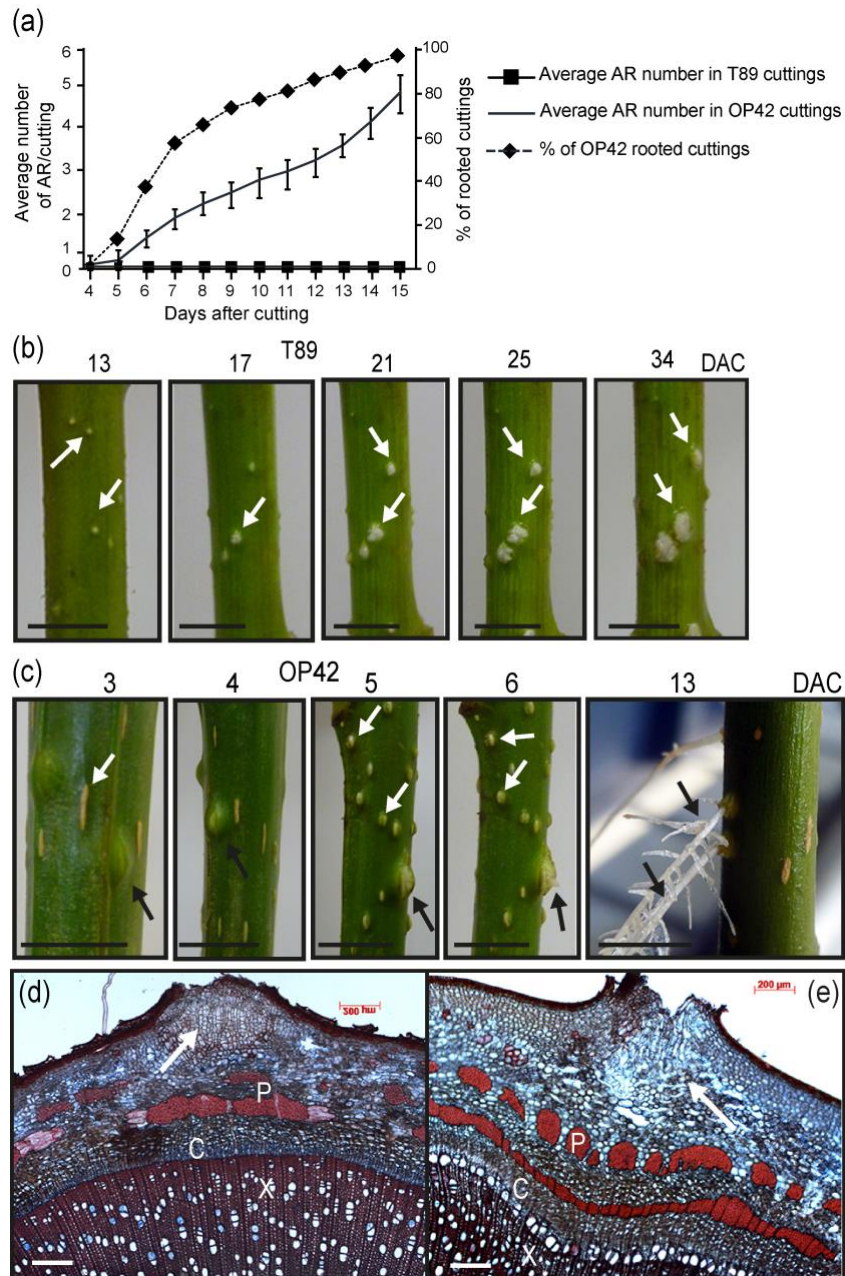 (a)
6
5
4
3
2
1
0
Average number
of AR/cutting
100
80
60
40
20
0
% of rooted cuttings
4 5 6 7 8 9 10 11 12 13 14 15
Days after cutting
Average AR number in T89 cuttings
Average AR number in OP42 cuttings
% of OP42 rooted cuttings
(b)
T89
13 17 21 25 34 DAC
(c)
OP42
3 4 5 6 13 DAC
(d)
200 µm
P
C
X
(e)
200 µm
P
C
X